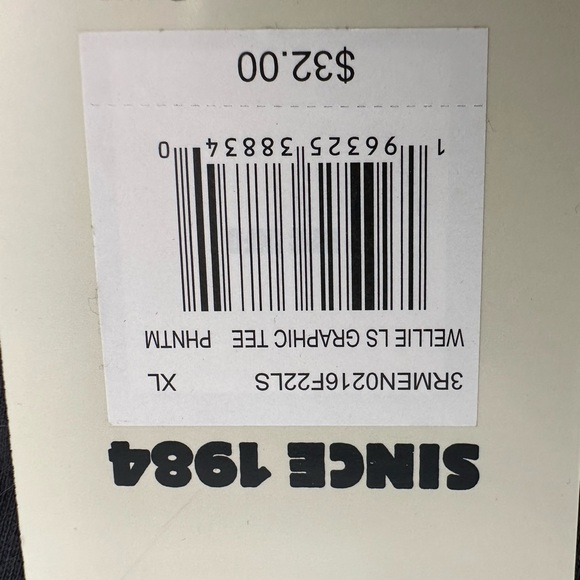 SINCE 1984
3RMEN0216F22LS XL
WELLIE LS GRAPHIC TEE PHNTM
1 96325 38834 0
$32.00